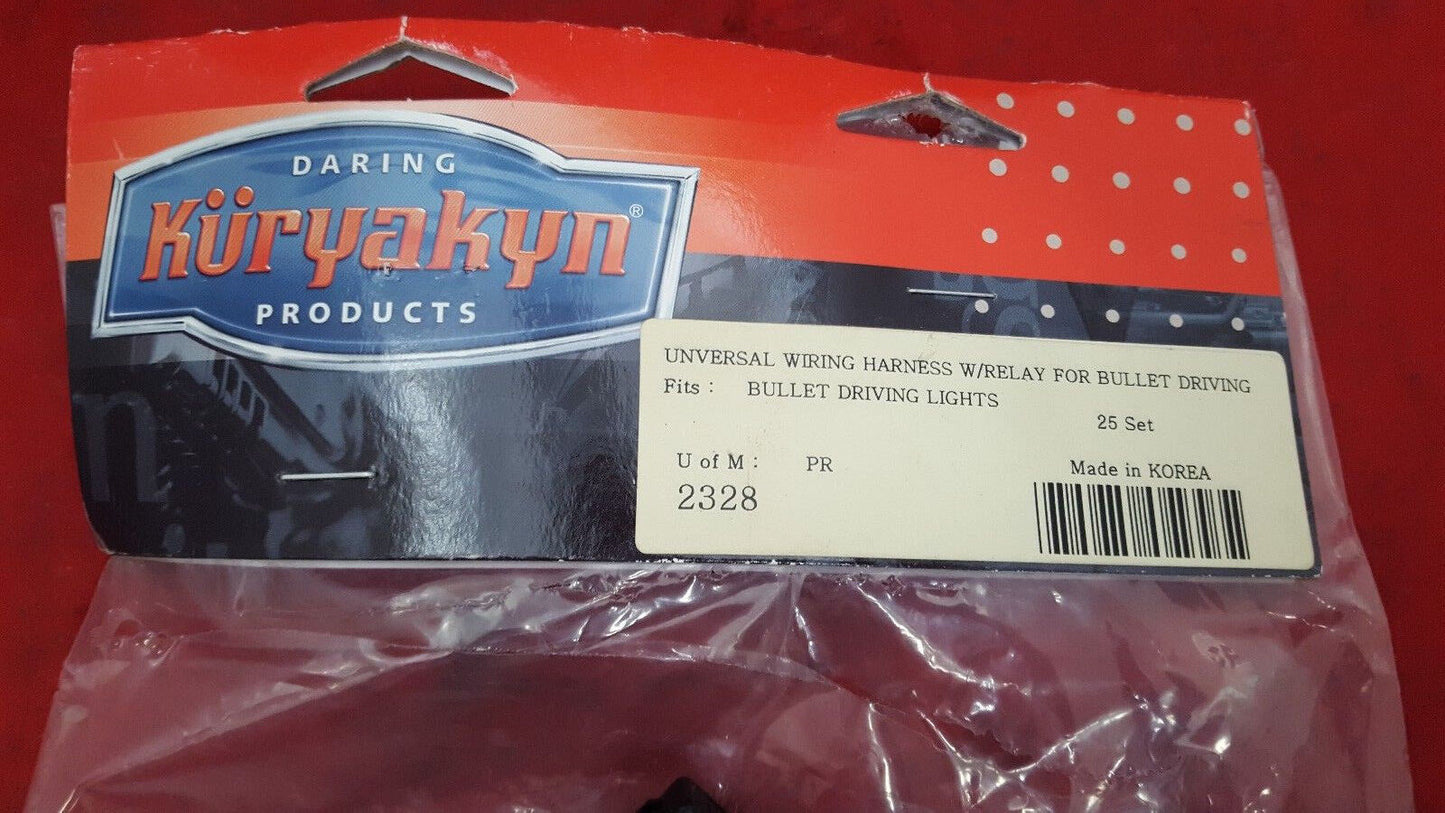 DARING
Küryakyn®
PRODUCTS
UNVERSAL WIRING HARNESS W/RELAY FOR BULLET DRIVING
Fits : BULLET DRIVING LIGHTS
25 Set
U of M : PR
Made in KOREA
2328